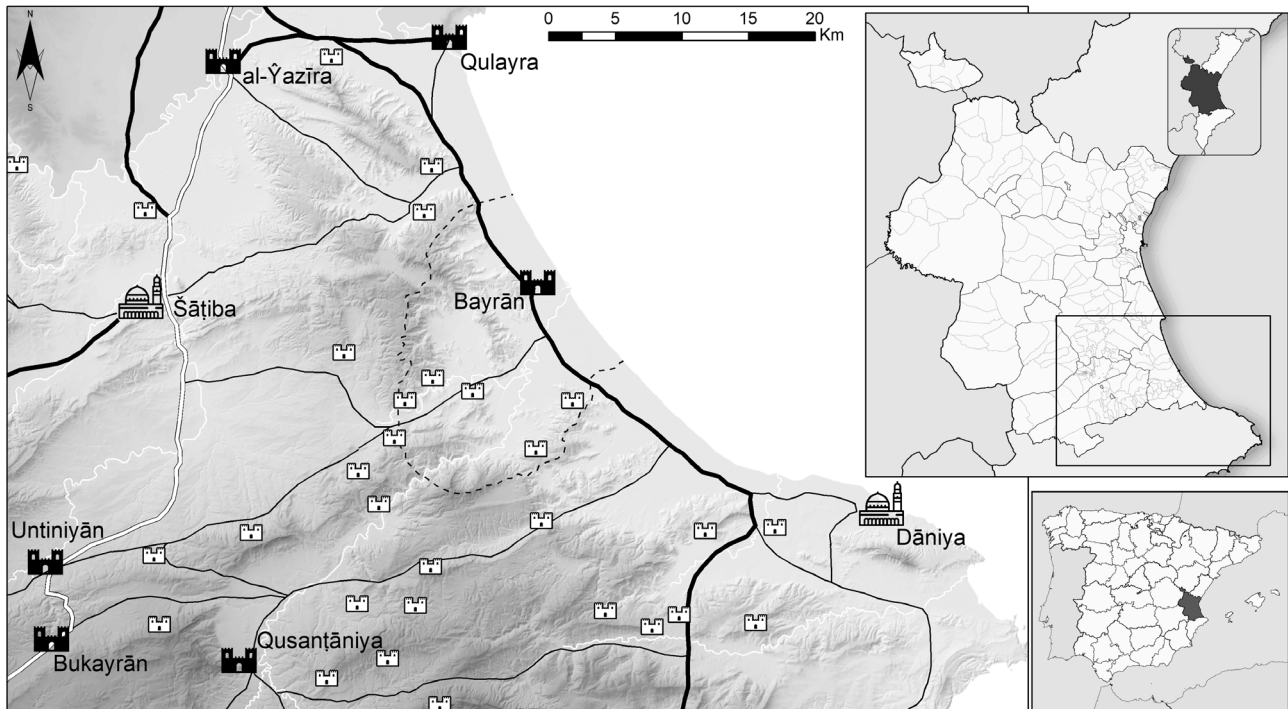 N
S
0 5 10 15 20
Km
Qulayra
al-Ŷazīra
Bayrān
Šāṭiba
Dāniya
Untiniyān
Qusanṭāniya
Bukayrān